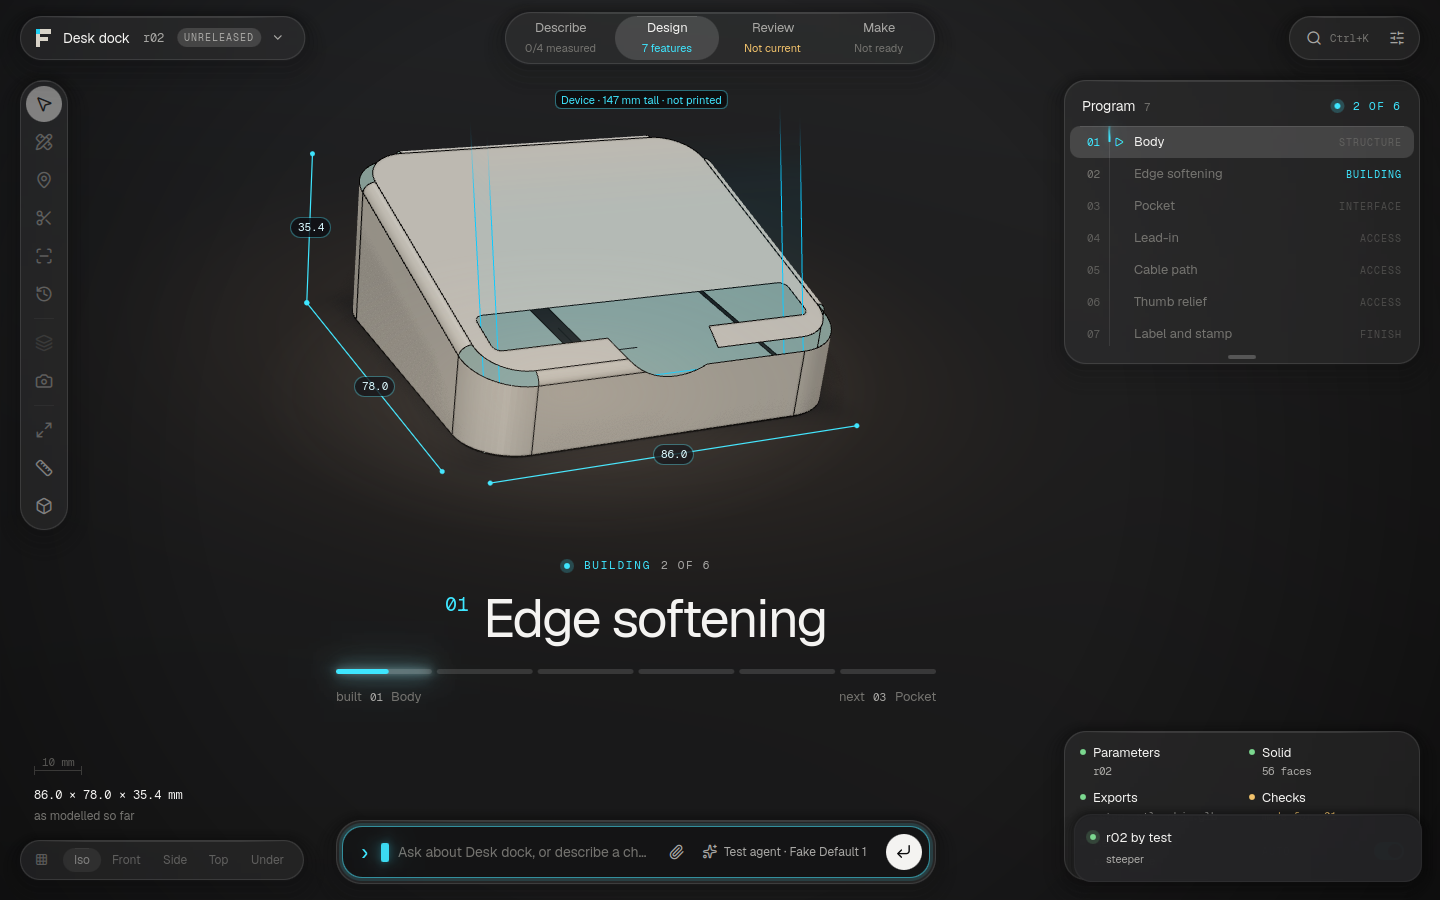 Desk dock r02 UNRELEASED
Describe
0/4 measured
Design
7 features
Review
Not current
Make
Not ready
Ctrl+K
Device · 147 mm tall · not printed
35.4
78.0
86.0
Program 7
2 OF 6
01 Body STRUCTURE
02 Edge softening BUILDING
03 Pocket INTERFACE
04 Lead-in ACCESS
05 Cable path ACCESS
06 Thumb relief ACCESS
07 Label and stamp FINISH
BUILDING 2 OF 6
01 Edge softening
built 01 Body
next 03 Pocket
10 mm
86.0 × 78.0 × 35.4 mm
as modelled so far
Iso Front Side Top Under
Ask about Desk dock, or describe a ch…
Test agent · Fake Default 1
Parameters
r02
Solid
56 faces
Exports
Checks
r02 by test
steeper